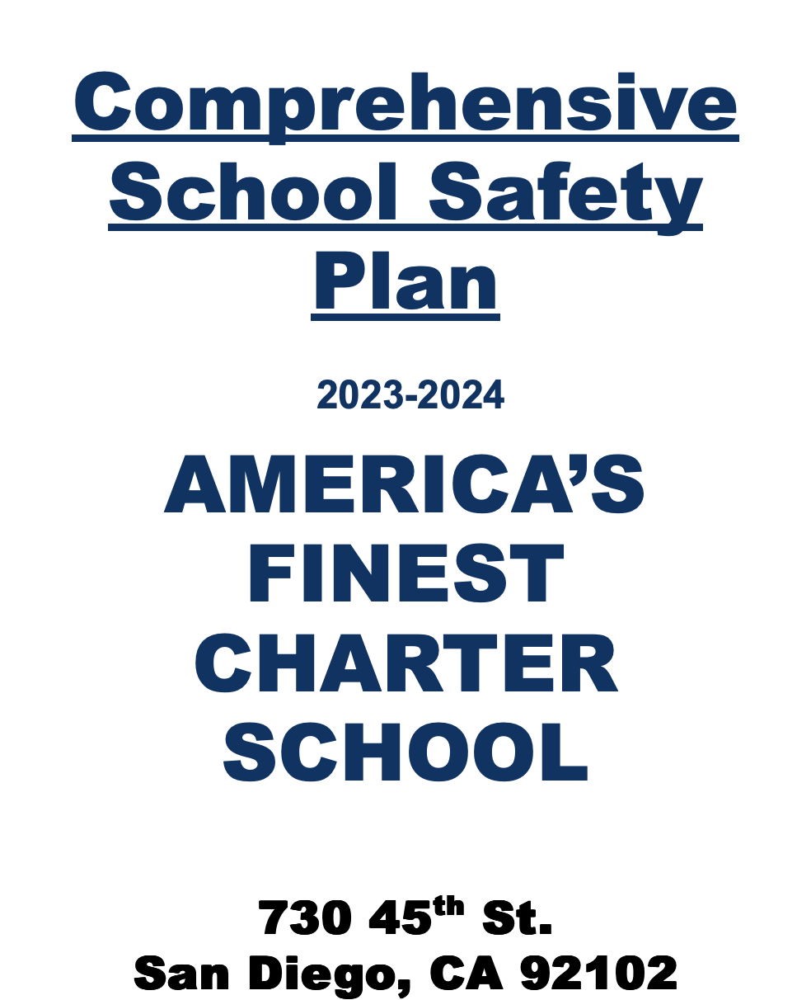 Comprehensive
School Safety
Plan
2023-2024
AMERICA’S
FINEST
CHARTER
SCHOOL
730 45th St.
San Diego, CA 92102